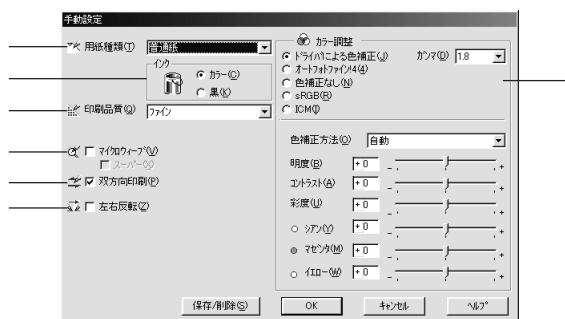 手動設定
用紙種類(T) 普通紙
インク
カラー(C)
黒(K)
印刷品質(Q) ファイン
マイクロウィーブ(V)
スーパー(X)
双方向印刷(P)
左右反転(Z)
カラー調整
ドライバによる色補正(J) ガンマ(D) 1.8
オートフォトファイン!4(4)
色補正なし(N)
sRGB(R)
ICM(I)
色補正方法(O) 自動
明度(B) +0 - +
コントラスト(A) +0 - +
彩度(U) +0 - +
シアン(Y) +0 - +
マゼンタ(M) +0 - +
イエロー(W) +0 - +
保存/削除(S) OK キャンセル ヘルプ